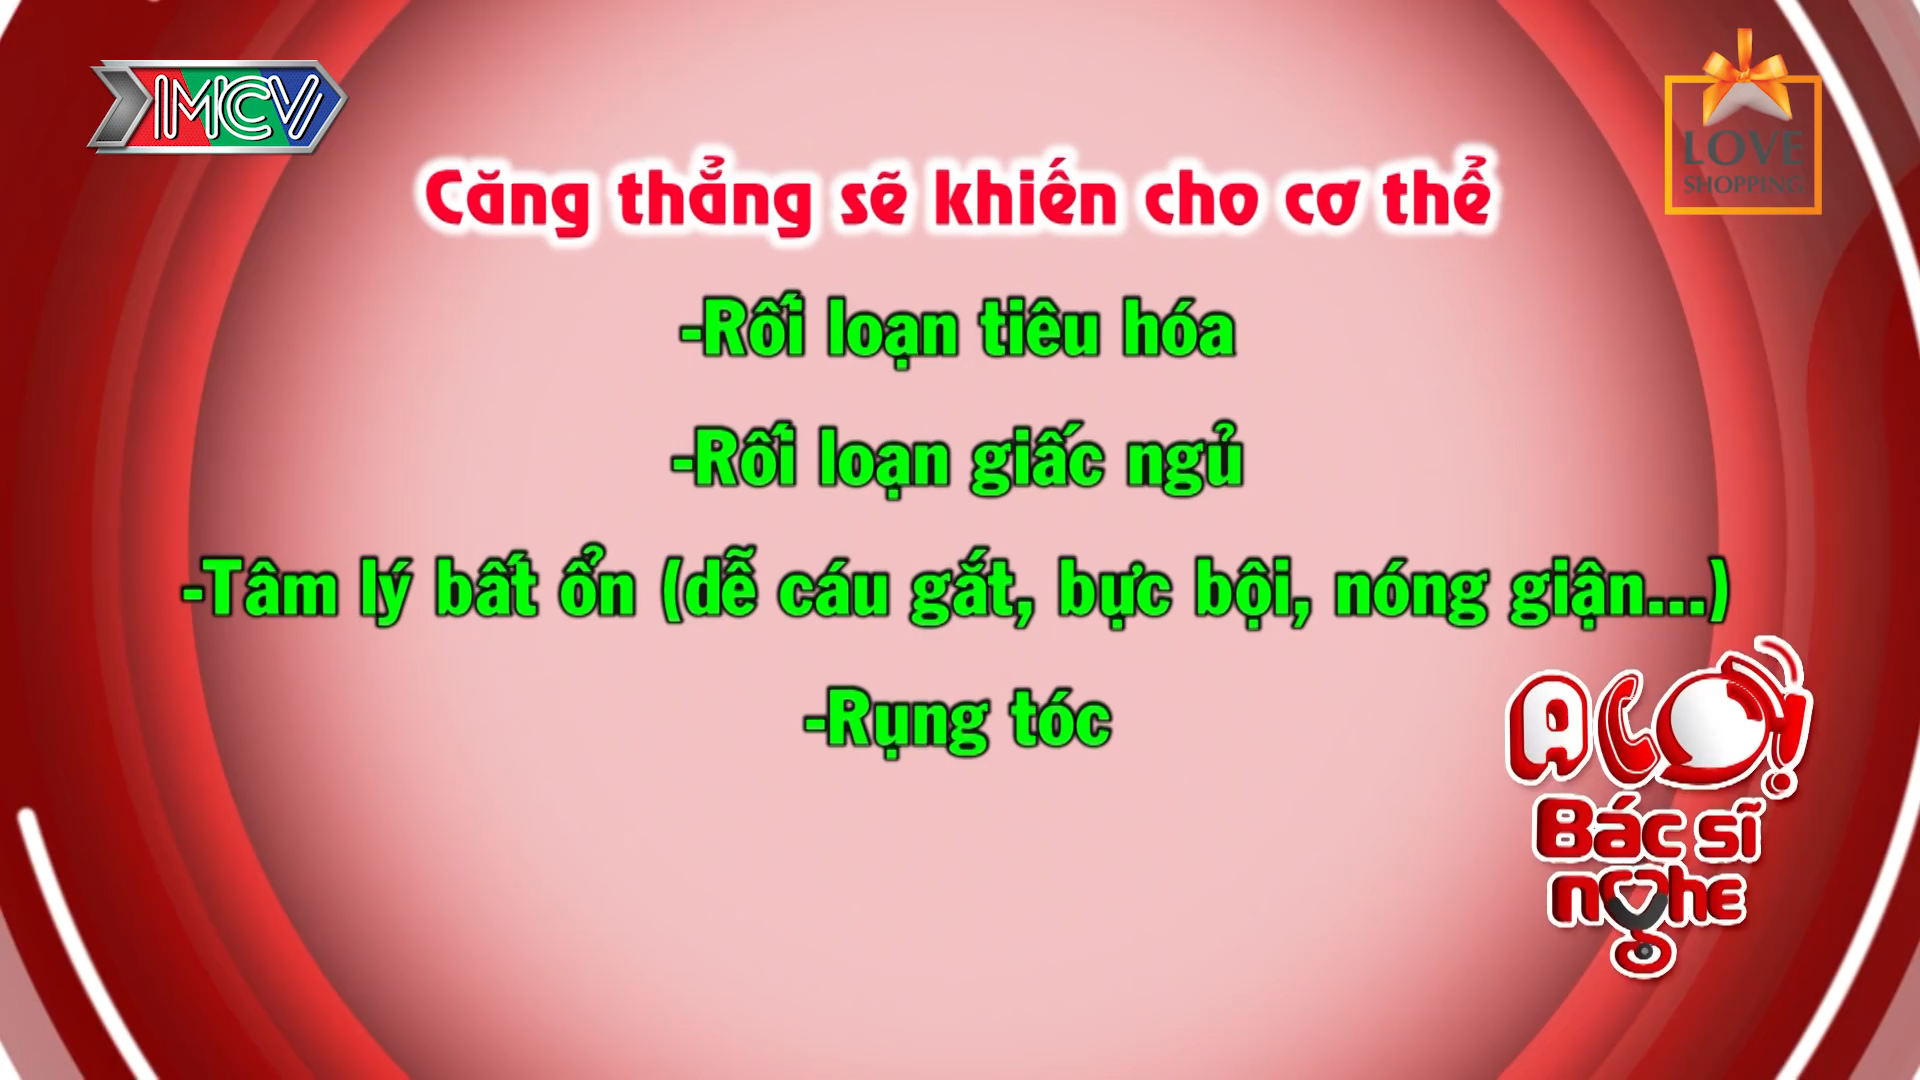 IMCV
LOVE
SHOPPING
Căng thẳng sẽ khiến cho cơ thể
-Rối loạn tiêu hóa
-Rối loạn giấc ngủ
-Tâm lý bất ổn (dễ cáu gắt, bực bội, nóng giận...)
-Rụng tóc
ALO!
Bác sĩ
nghe